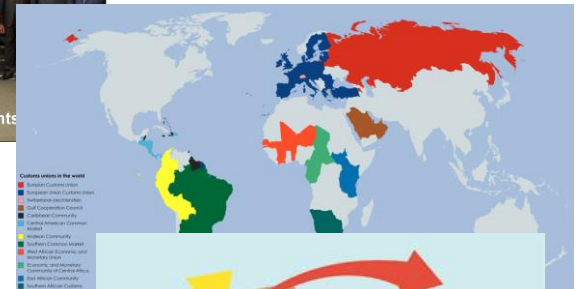 nts
Customs unions in the world
Eurasian Customs Union
European Union Customs Union
Switzerland-Liechtenstein
Gulf Cooperation Council
Caribbean Community
Central American Common
Market
Andean Community
Southern Common Market
West African Economic and
Monetary Union
Economic and Monetary
Community of Central Africa
East African Community
Southern African Customs